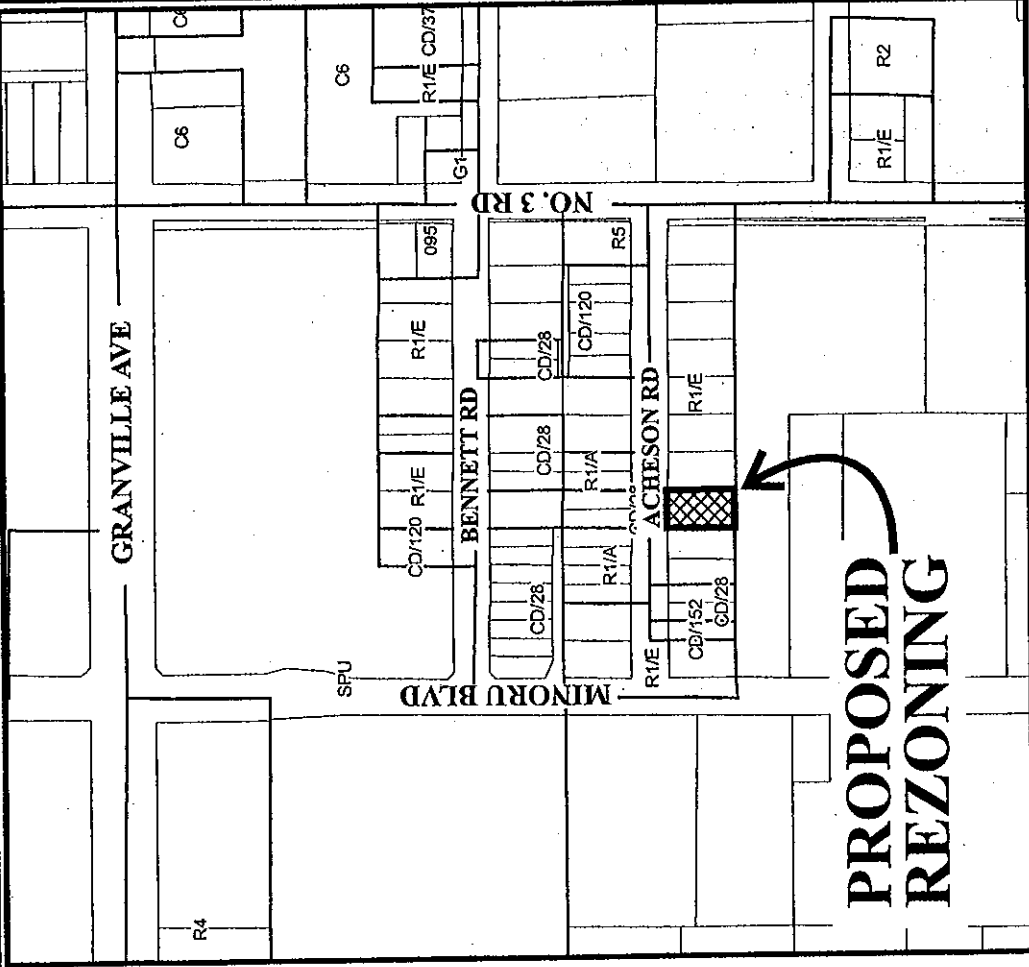 GRANVILLE AVE
C6
R4
SPU
C6
CD/120
R1/E
R1/E
095
R1/E
CD/37
G1
BENNETT RD
MINORU BLVD
NO. 3 RD
CD/28
CD/28
CD/28
R1/A
R1/A
CD/120
R5
ACHESON RD
R1/E
CD/152
CD/28
R1/E
R1/E
R2
PROPOSED
REZONING